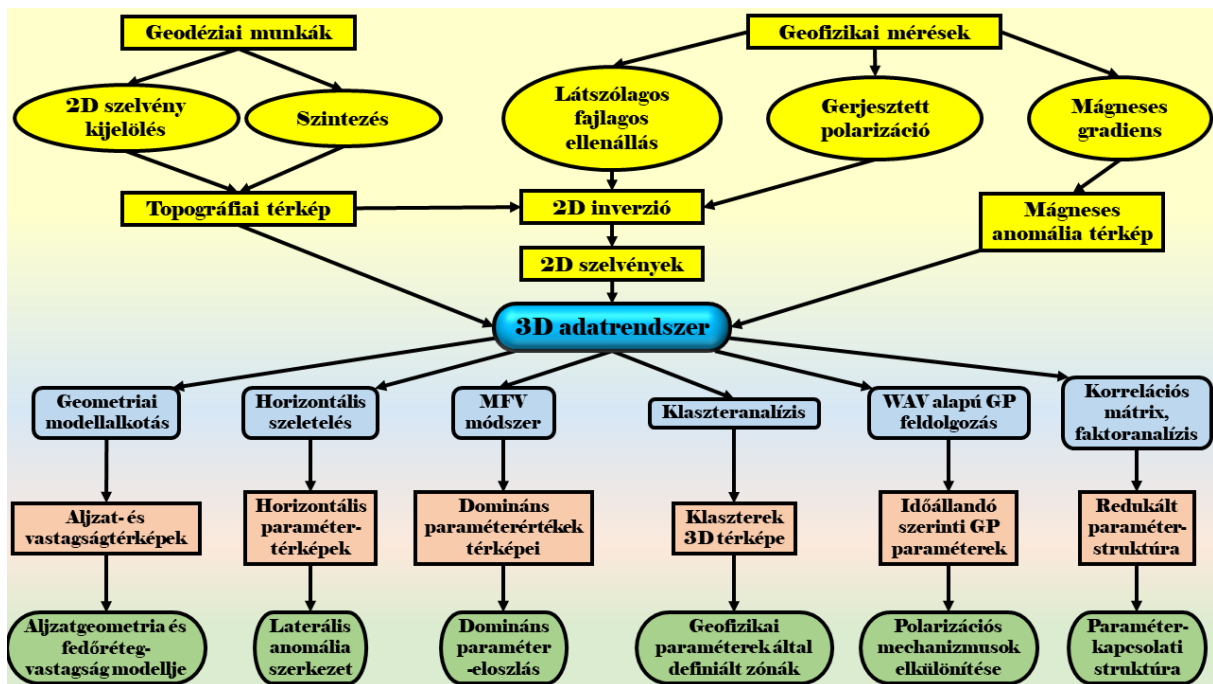 Geodéziai munkák
Geofizikai mérések
2D szelvény
kijelölés
Szintezés
Látszólagos
fajlagos
ellenállás
Gerjesztett
polarizáció
Mágneses
gradiens
Topográfiai térkép
2D inverzió
Mágneses
anomália térkép
2D szelvények
3D adatrendszer
Geometriai
modellalkotás
Horizontális
szeletelés
MFV
módszer
Klaszteranalízis
WAV alapú GP
feldolgozás
Korrelációs
mátrix,
faktoranalízis
Aljzat- és
vastagságtérképek
Horizontális
paraméter-
térképek
Domináns
paraméterértékek
térképei
Klaszterek
3D térképe
Időállandó
szerinti GP
paraméterek
Redukált
paraméter-
struktúra
Aljzatgeometria és
fedőréteg-
vastagság modellje
Laterális
anomália
szerkezet
Domináns
paraméter
-eloszlás
Geofizikai
paraméterek által
definiált zónák
Polarizációs
mechanizmusok
elkülönítése
Paraméter-
kapcsolati
struktúra